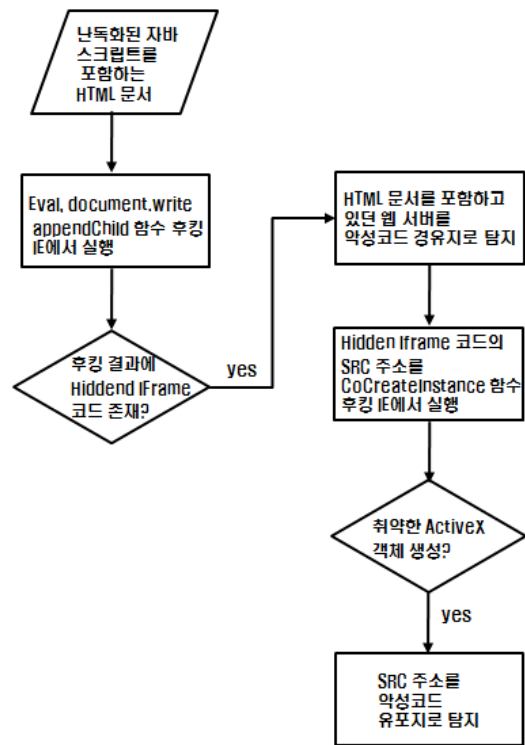 난독화된 자바
스크립트를
포함하는
HTML 문서
Eval, document.write
appendChild 함수 후킹
IE에서 실행
후킹 결과에
Hiddend IFrame
코드 존재?
yes
HTML 문서를 포함하고
있던 웹 서버를
악성코드 경유지로 탐지
Hidden Iframe 코드의
SRC 주소를
CoCreateInstance 함수
후킹 IE에서 실행
취약한 ActiveX
객체 생성?
yes
SRC 주소를
악성코드
유포지로 탐지